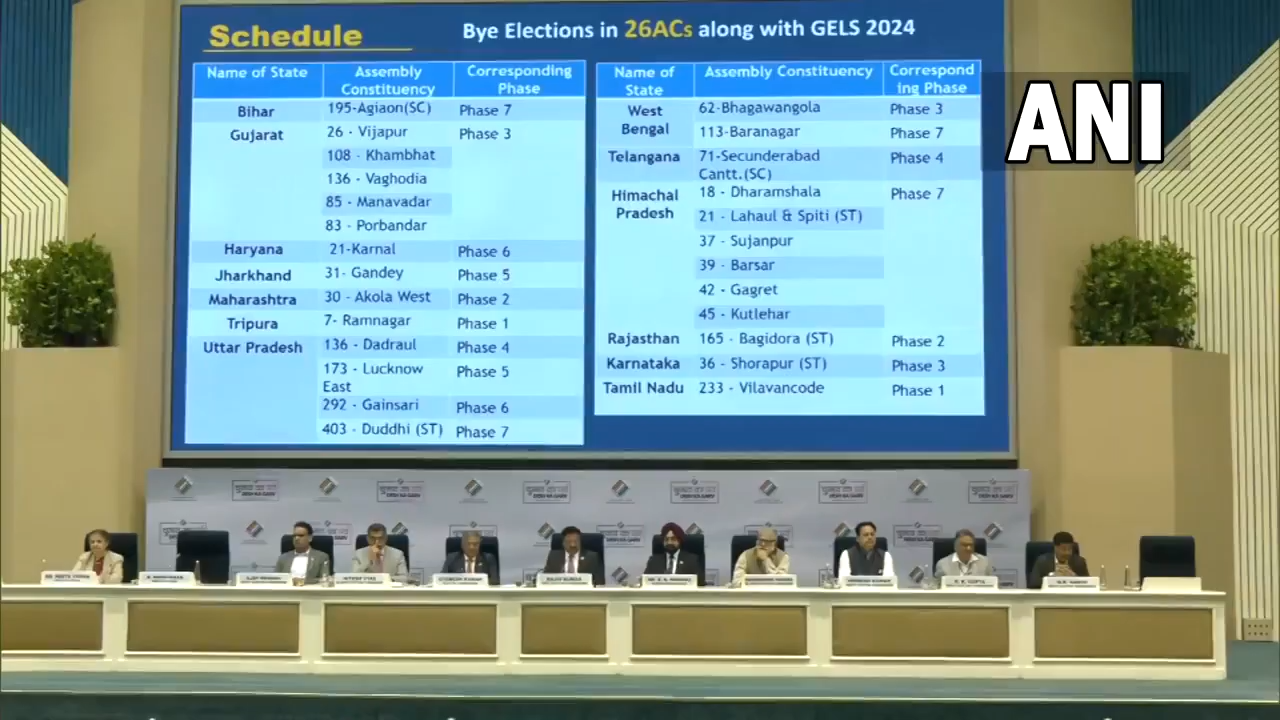 Schedule
Bye Elections in 26ACs along with GELS 2024
Name of State
Assembly Constituency
Corresponding Phase
Bihar
195-Agiaon(SC)
Phase 7
Gujarat
26 - Vijapur
Phase 3
108 - Khambhat
136 - Vaghodia
85 - Manavadar
83 - Porbandar
Haryana
21-Karnal
Phase 6
Jharkhand
31- Gandey
Phase 5
Maharashtra
30 - Akola West
Phase 2
Tripura
7- Ramnagar
Phase 1
Uttar Pradesh
136 - Dadraul
Phase 4
173 - Lucknow
East
Phase 5
292 - Gainsari
Phase 6
403 - Duddhi (ST)
Phase 7
Name of
State
Assembly Constituency
Correspond
ing Phase
West
Bengal
62-Bhagawangola
Phase 3
113-Baranagar
Phase 7
Telangana
71-Secunderabad
Cantt.(SC)
Phase 4
Himachal
Pradesh
18 - Dharamshala
Phase 7
21 - Lahaul & Spiti (ST)
37 - Sujanpur
39 - Barsar
42 - Gagret
45 - Kutlehar
Rajasthan
165 - Bagidora (ST)
Phase 2
Karnataka
36 - Shorapur (ST)
Phase 3
Tamil Nadu
233 - Vilavancode
Phase 1
ANI